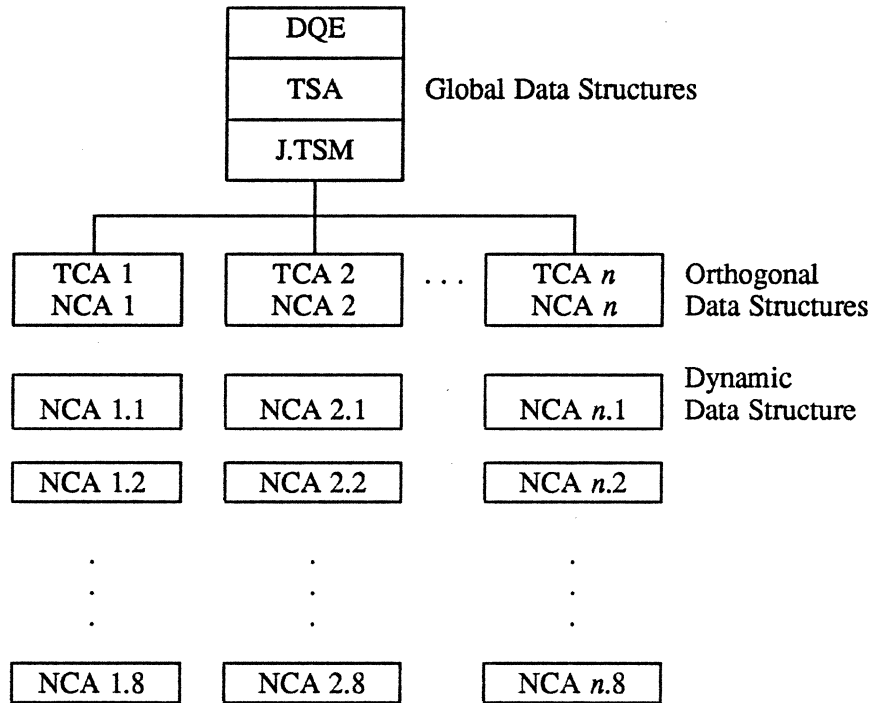 DQE
TSA
Global Data Structures
J.TSM
TCA 1
NCA 1
TCA 2
NCA 2
. . .
TCA n
NCA n
Orthogonal
Data Structures
NCA 1.1
NCA 2.1
NCA n.1
Dynamic
Data Structure
NCA 1.2
NCA 2.2
NCA n.2
NCA 1.8
NCA 2.8
NCA n.8